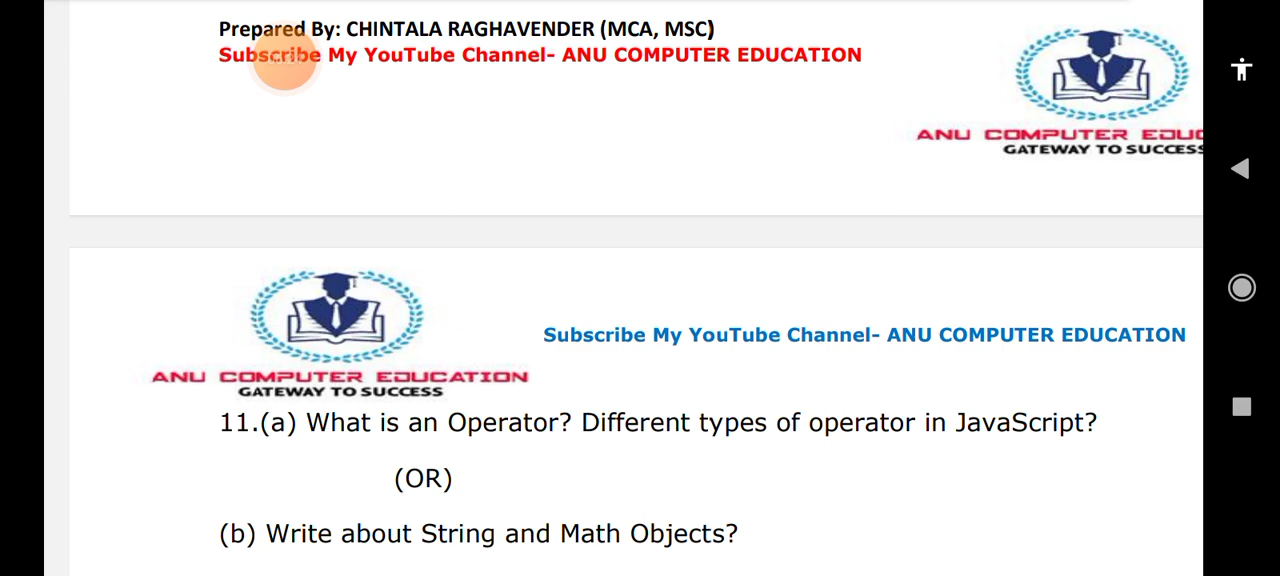 Prepared By: CHINTALA RAGHAVENDER (MCA, MSC)
Subscribe My YouTube Channel- ANU COMPUTER EDUCATION
ANU COMPUTER EDUC
GATEWAY TO SUCCESS
Subscribe My YouTube Channel- ANU COMPUTER EDUCATION
ANU COMPUTER EDUCATION
GATEWAY TO SUCCESS
11.(a) What is an Operator? Different types of operator in JavaScript?
(OR)
(b) Write about String and Math Objects?